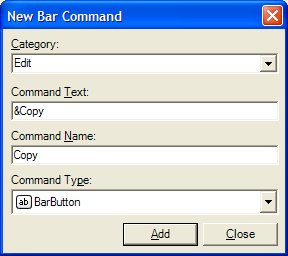 New Bar Command
Category:
Edit
Command Text:
&Copy
Command Name:
Copy
Command Type:
ab BarButton
Add Close